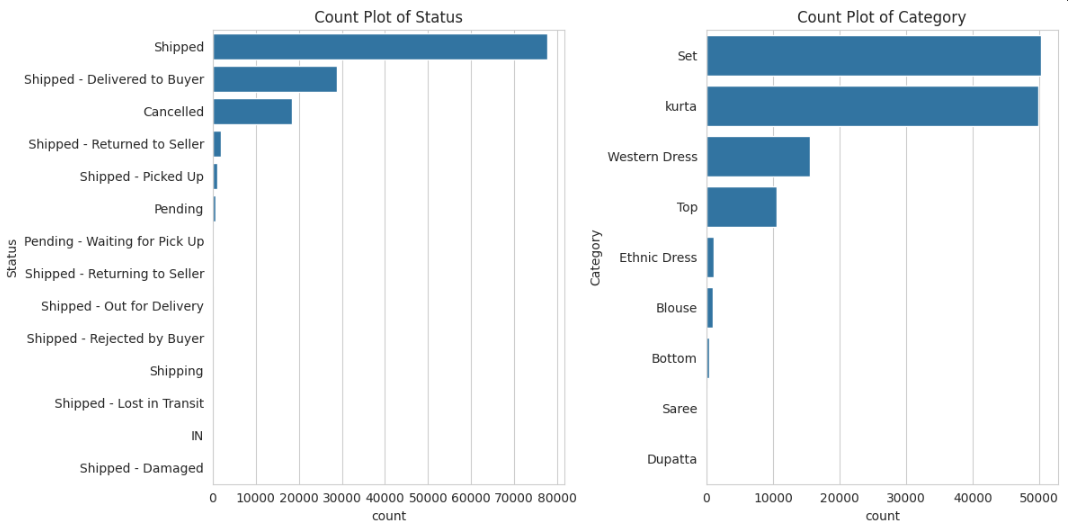 Count Plot of Status
Status
Shipped
Shipped - Delivered to Buyer
Cancelled
Shipped - Returned to Seller
Shipped - Picked Up
Pending
Pending - Waiting for Pick Up
Shipped - Returning to Seller
Shipped - Out for Delivery
Shipped - Rejected by Buyer
Shipping
Shipped - Lost in Transit
IN
Shipped - Damaged
0 10000 20000 30000 40000 50000 60000 70000 80000
count
Count Plot of Category
Category
Set
kurta
Western Dress
Top
Ethnic Dress
Blouse
Bottom
Saree
Dupatta
0 10000 20000 30000 40000 50000
count